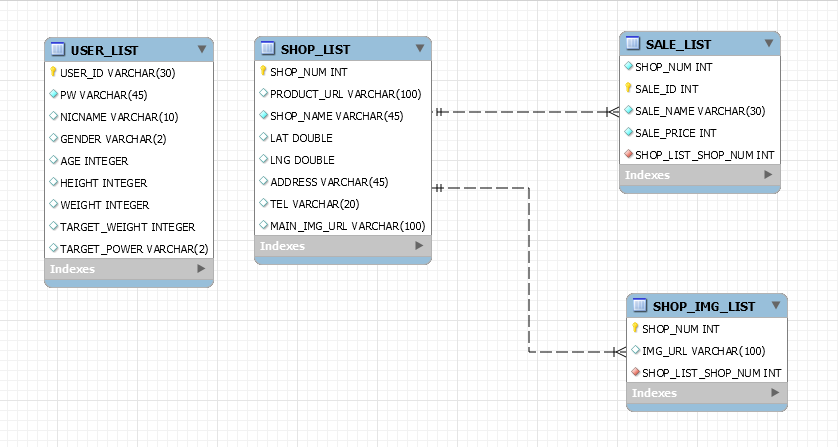 USER_LIST
USER_ID VARCHAR(30)
PW VARCHAR(45)
NICNAME VARCHAR(10)
GENDER VARCHAR(2)
AGE INTEGER
HEIGHT INTEGER
WEIGHT INTEGER
TARGET_WEIGHT INTEGER
TARGET_POWER VARCHAR(2)
Indexes
SHOP_LIST
SHOP_NUM INT
PRODUCT_URL VARCHAR(100)
SHOP_NAME VARCHAR(45)
LAT DOUBLE
LNG DOUBLE
ADDRESS VARCHAR(45)
TEL VARCHAR(20)
MAIN_IMG_URL VARCHAR(100)
Indexes
SALE_LIST
SHOP_NUM INT
SALE_ID INT
SALE_NAME VARCHAR(30)
SALE_PRICE INT
SHOP_LIST_SHOP_NUM INT
Indexes
SHOP_IMG_LIST
SHOP_NUM INT
IMG_URL VARCHAR(100)
SHOP_LIST_SHOP_NUM INT
Indexes